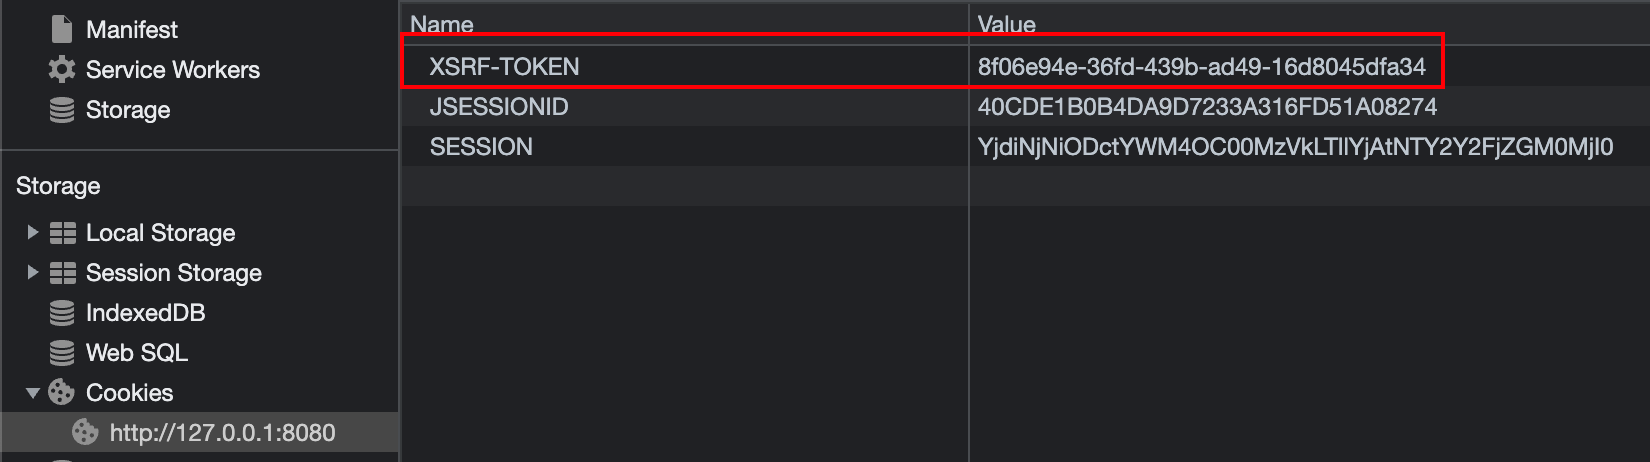 Manifest
Service Workers
Storage
Storage
Local Storage
Session Storage
IndexedDB
Web SQL
Cookies
http://127.0.0.1:8080
Name Value
XSRF-TOKEN 8f06e94e-36fd-439b-ad49-16d8045dfa34
JSESSIONID 40CDE1B0B4DA9D7233A316FD51A08274
SESSION YjdiNjNiODctYWM4OC00MzVkLTllYjAtNTY2Y2FjZGM0MjI0